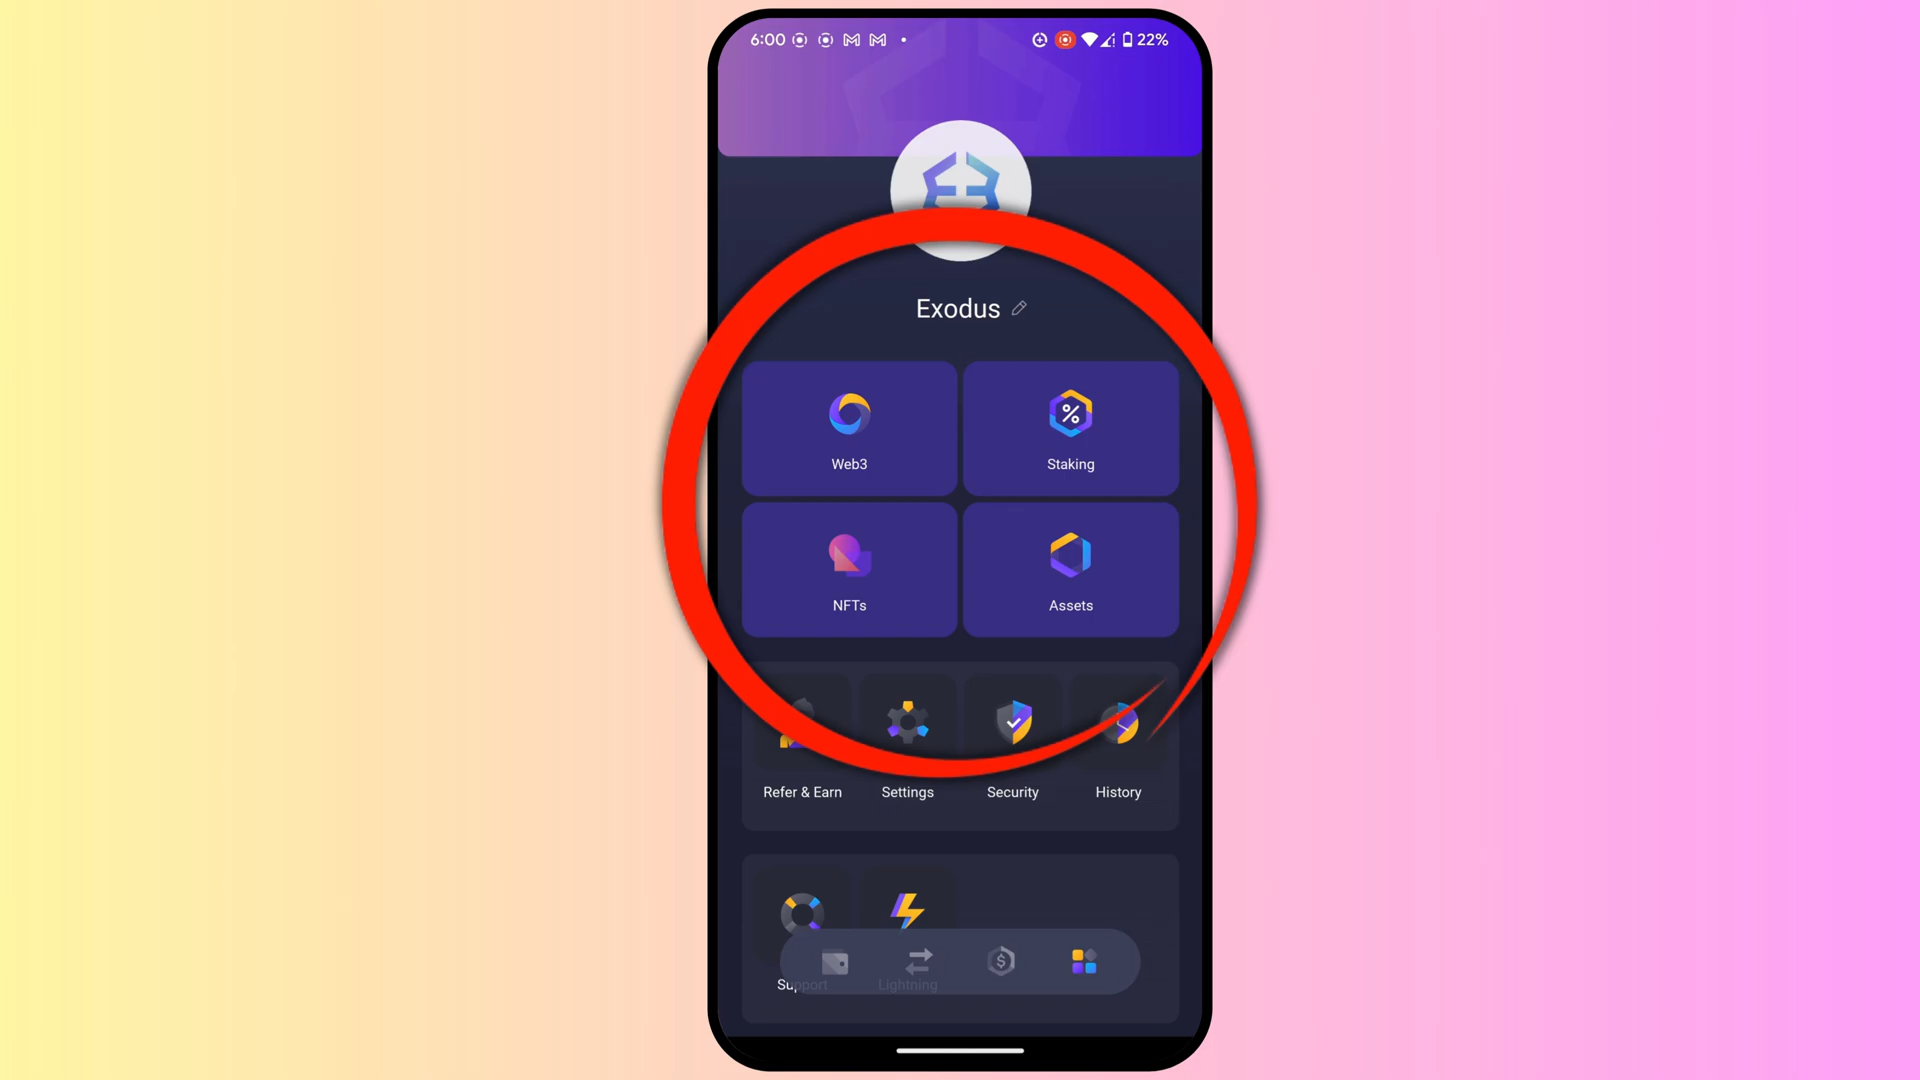 6:00 22%
Exodus
Web3 Staking
NFTs Assets
Refer & Earn Settings Security History
Support Lightning